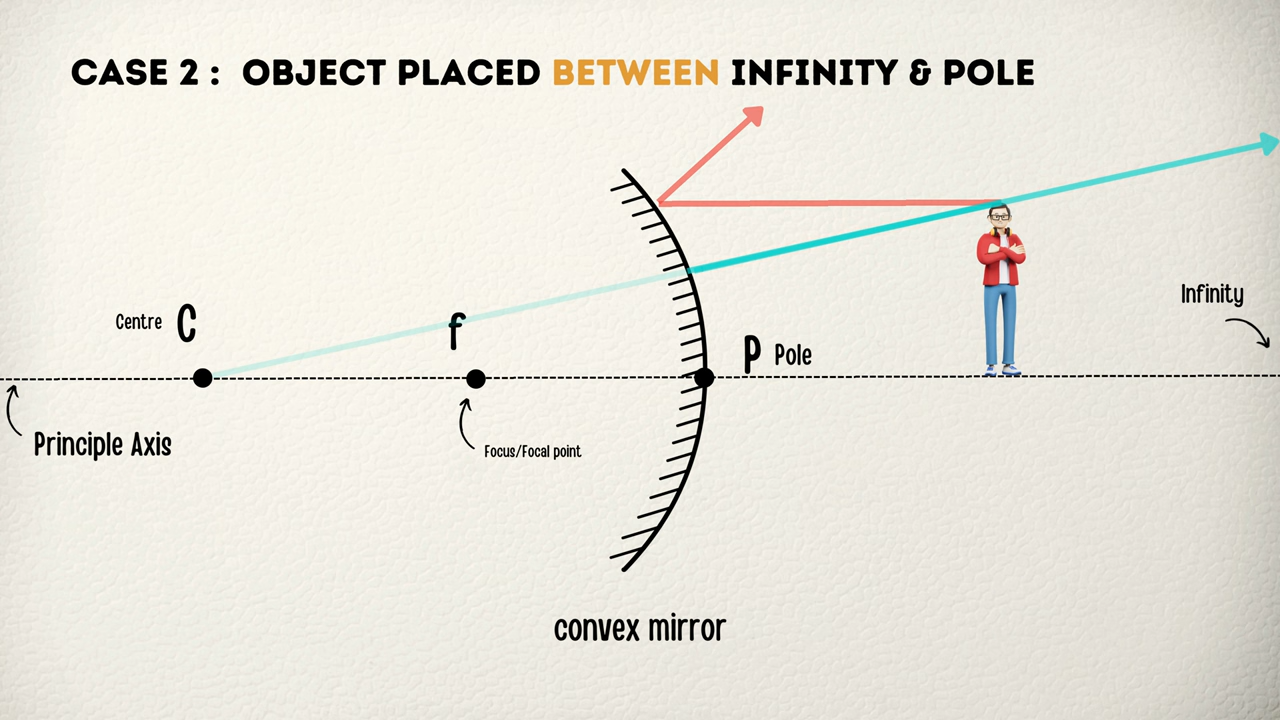 CASE 2 : OBJECT PLACED BETWEEN INFINITY & POLE
Infinity
Centre C
f
P Pole
Principle Axis
Focus/Focal point
convex mirror